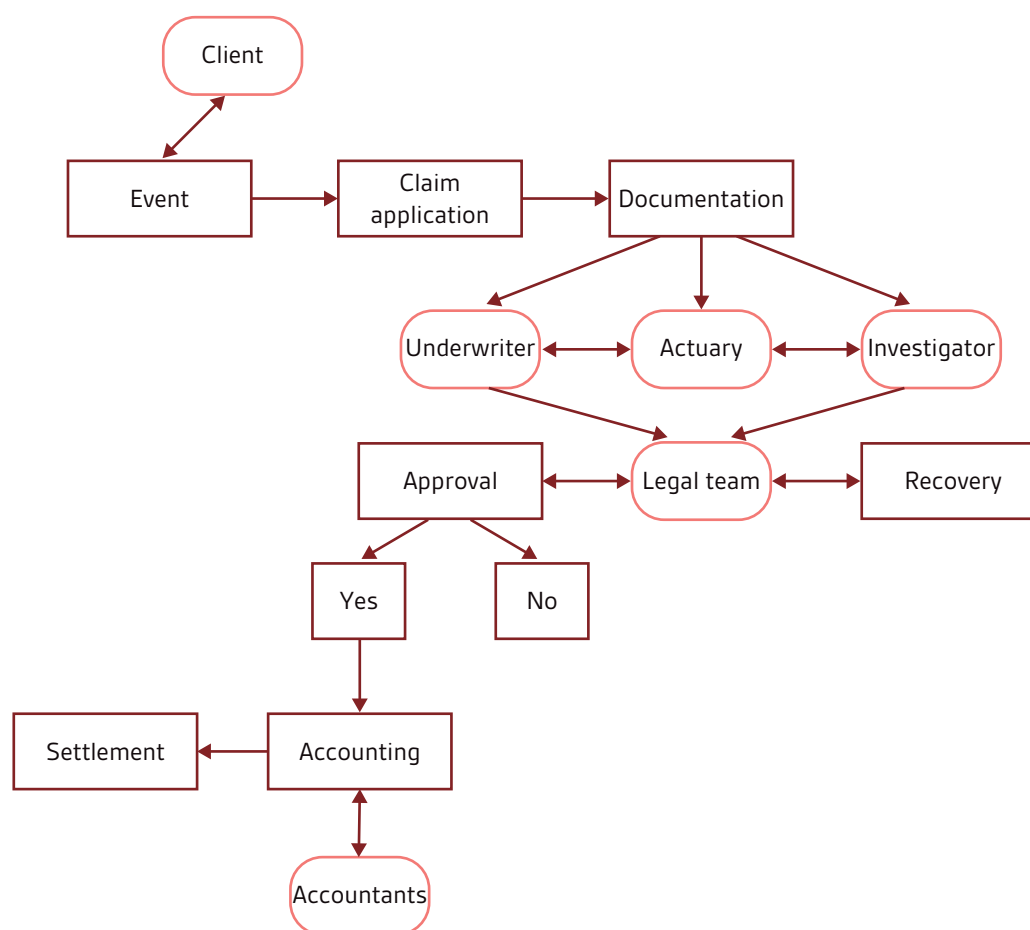 Client
Event
Claim
application
Documentation
Underwriter
Actuary
Investigator
Approval
Legal team
Recovery
Yes
No
Settlement
Accounting
Accountants